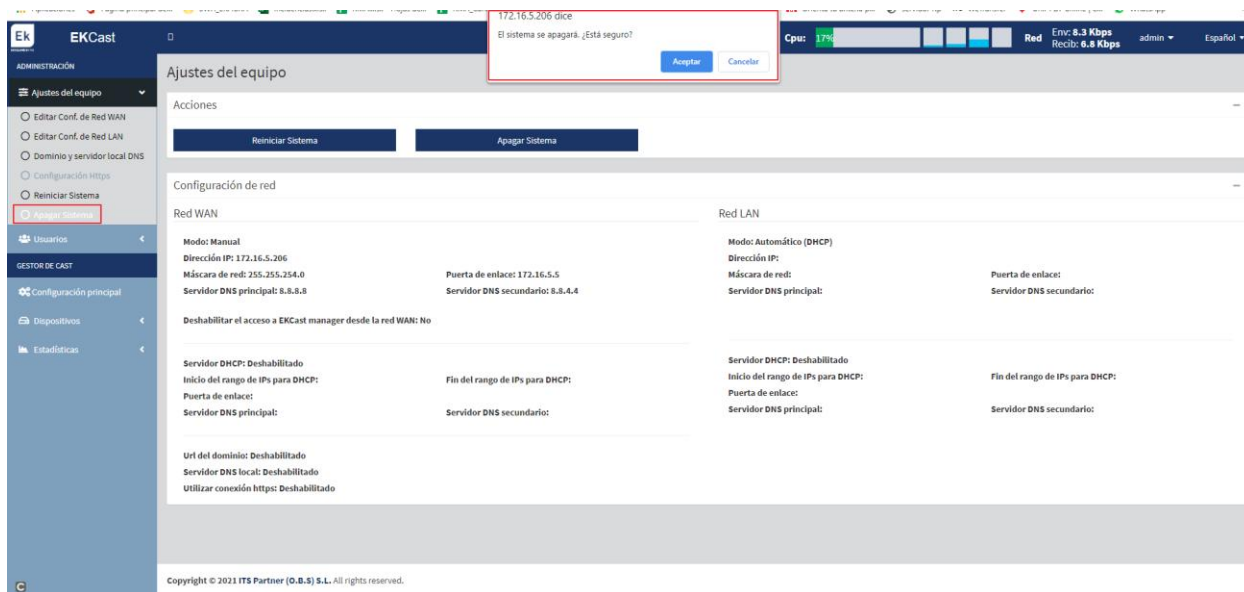 172.16.5.206 dice
El sistema se apagará. ¿Está seguro?
Aceptar
Cancelar
Ek
EKCast
Cpu: 17%
Red
Env: 8.3 Kbps
Recib: 6.8 Kbps
admin
Español
ADMINISTRACIÓN
Ajustes del equipo
Editar Conf. de Red WAN
Editar Conf. de Red LAN
Dominio y servidor local DNS
Configuración Https
Reiniciar Sistema
Apagar Sistema
Usuarios
GESTOR DE CAST
Configuración principal
Dispositivos
Estadísticas
Ajustes del equipo
Acciones
Reiniciar Sistema
Apagar Sistema
Configuración de red
Red WAN
Modo: Manual
Dirección IP: 172.16.5.206
Máscara de red: 255.255.254.0
Puerta de enlace: 172.16.5.5
Servidor DNS principal: 8.8.8.8
Servidor DNS secundario: 8.8.4.4
Deshabilitar el acceso a EKCast manager desde la red WAN: No
Servidor DHCP: Deshabilitado
Inicio del rango de IPs para DHCP:
Fin del rango de IPs para DHCP:
Puerta de enlace:
Servidor DNS principal:
Servidor DNS secundario:
Url del dominio: Deshabilitado
Servidor DNS local: Deshabilitado
Utilizar conexión https: Deshabilitado
Red LAN
Modo: Automático (DHCP)
Dirección IP:
Máscara de red:
Puerta de enlace:
Servidor DNS principal:
Servidor DNS secundario:
Servidor DHCP: Deshabilitado
Inicio del rango de IPs para DHCP:
Fin del rango de IPs para DHCP:
Puerta de enlace:
Servidor DNS principal:
Servidor DNS secundario:
Copyright © 2021 ITS Partner (O.B.S) S.L. All rights reserved.